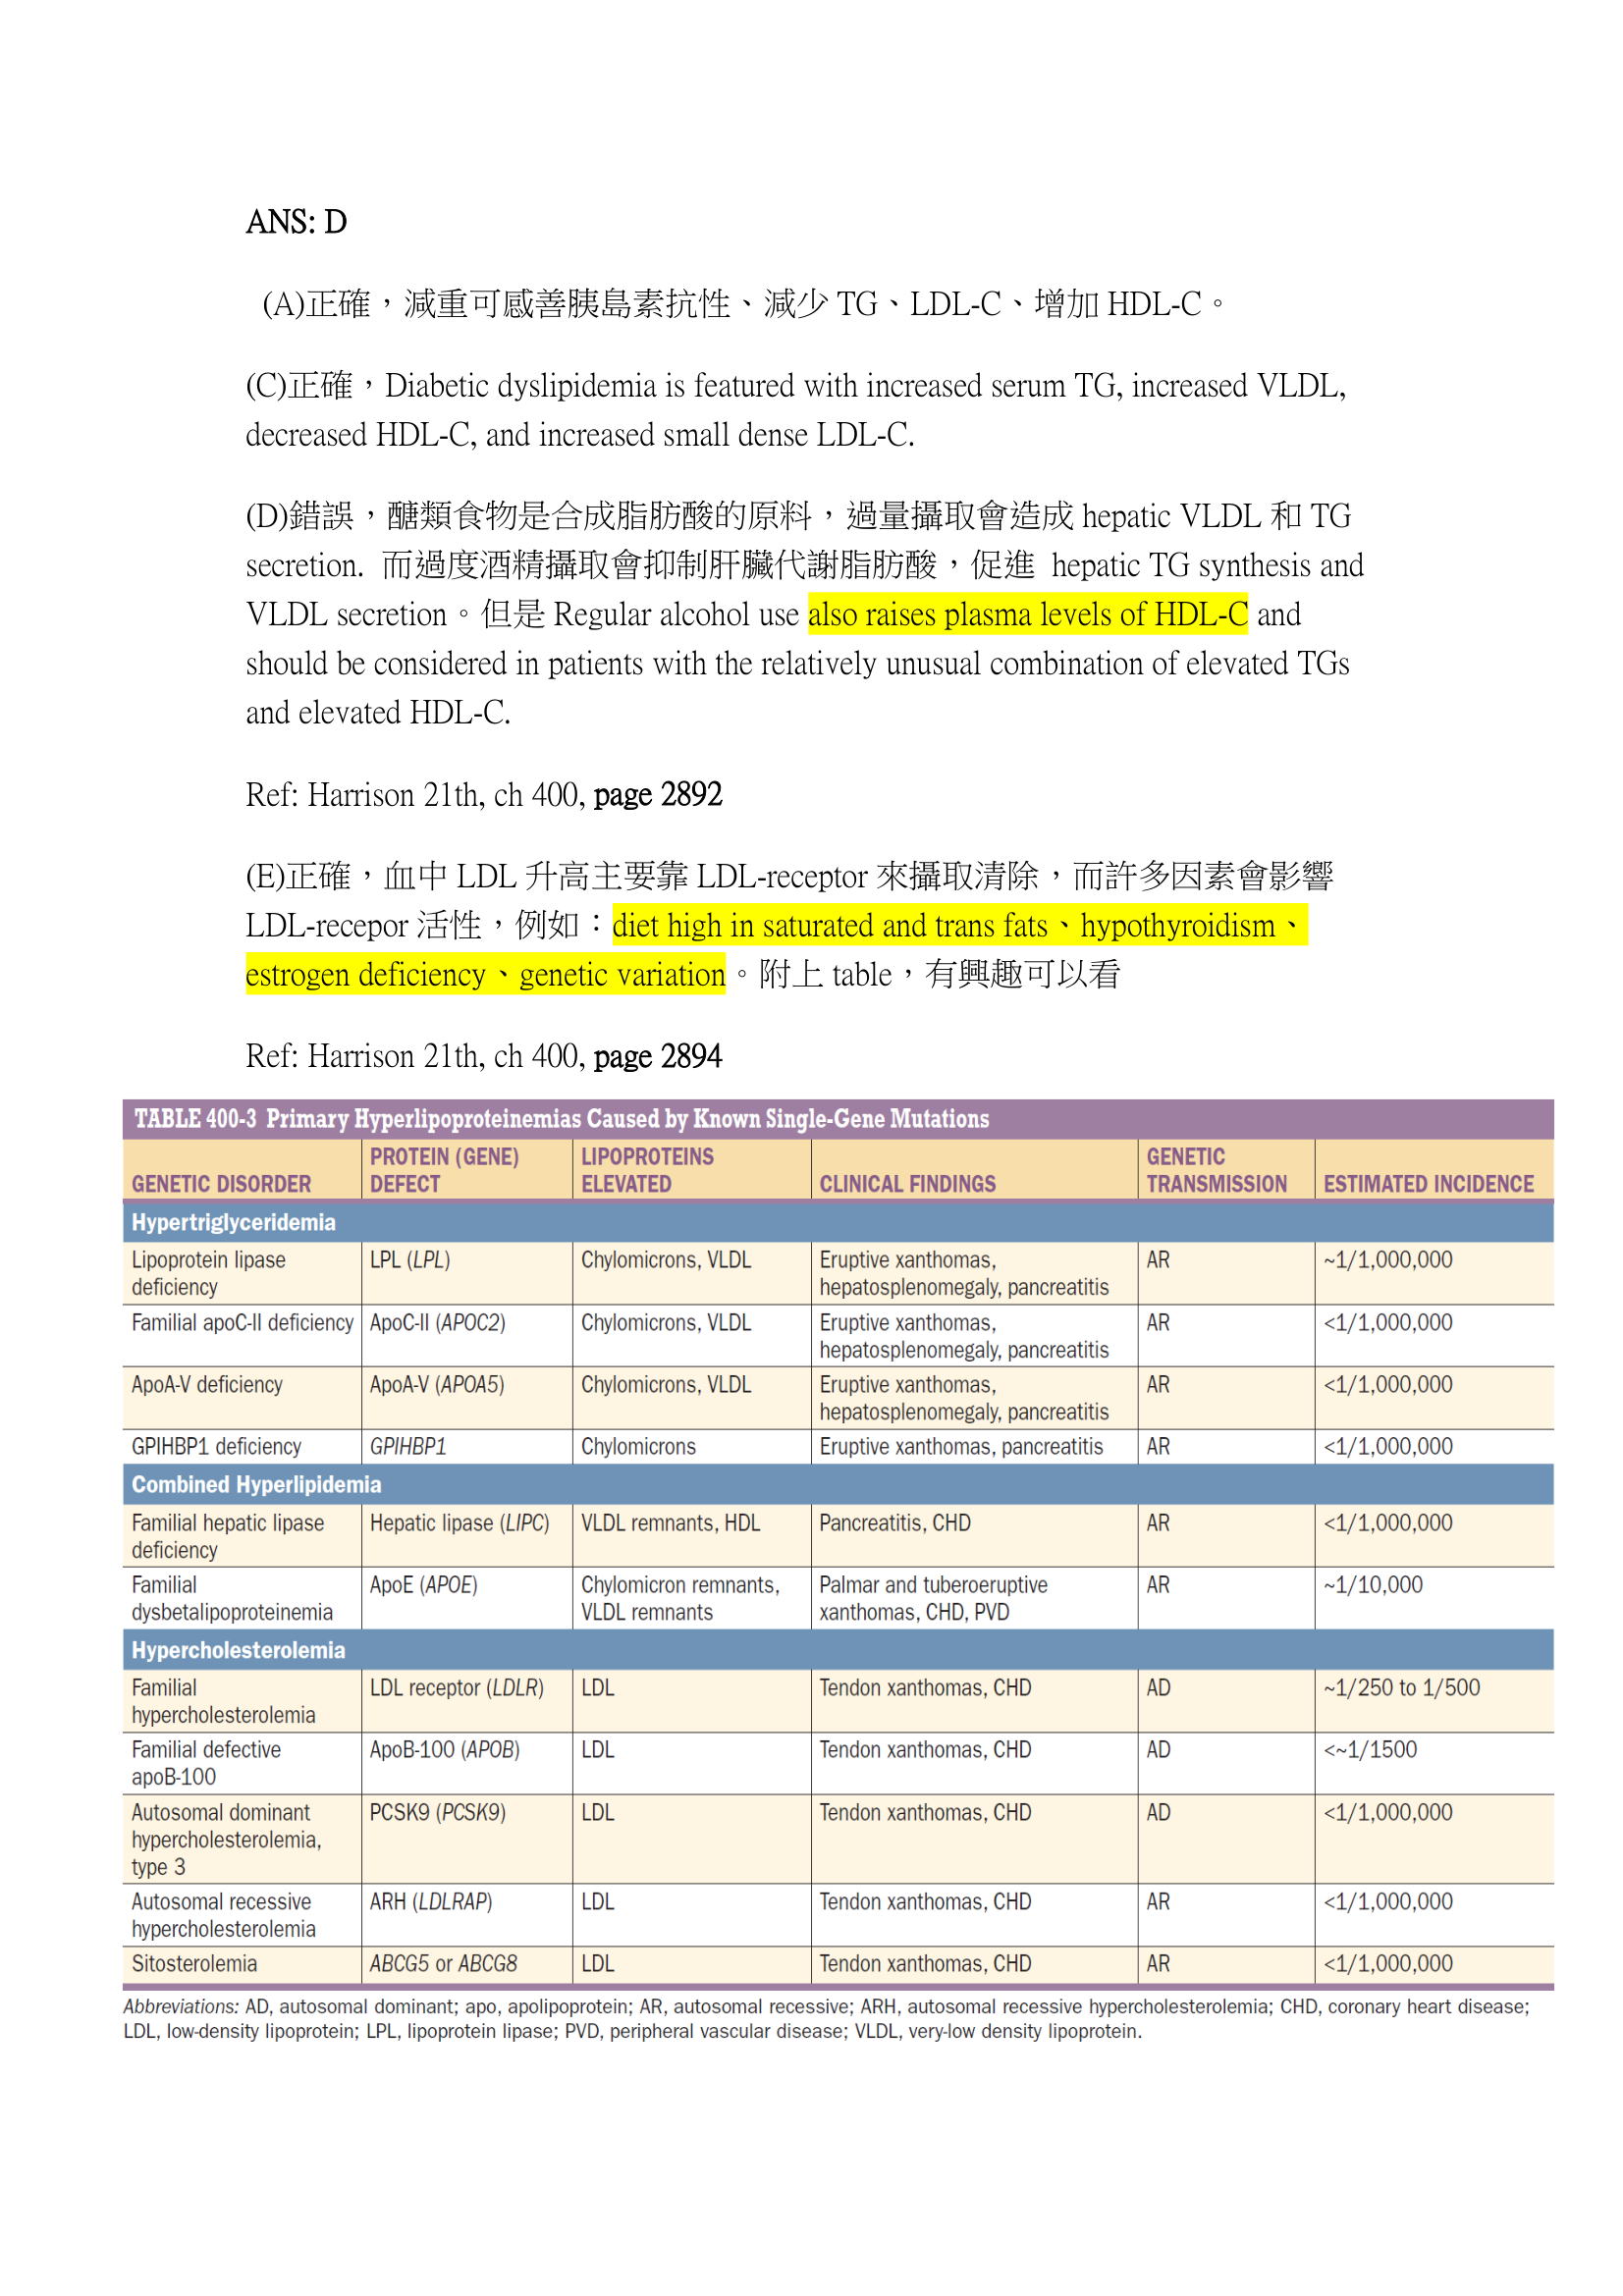 ANS: D
(A)正確，減重可感善胰島素抗性、減少 TG、LDL-C、增加 HDL-C。
(C)正確，Diabetic dyslipidemia is featured with increased serum TG, increased VLDL,
decreased HDL-C, and increased small dense LDL-C.
(D)錯誤，醣類食物是合成脂肪酸的原料，過量攝取會造成 hepatic VLDL 和 TG
secretion. 而過度酒精攝取會抑制肝臟代謝脂肪酸，促進 hepatic TG synthesis and
VLDL secretion。但是 Regular alcohol use also raises plasma levels of HDL-C and
should be considered in patients with the relatively unusual combination of elevated TGs
and elevated HDL-C.
Ref: Harrison 21th, ch 400, page 2892
(E)正確，血中 LDL 升高主要靠 LDL-receptor 來攝取清除，而許多因素會影響
LDL-recepor 活性，例如：diet high in saturated and trans fats、hypothyroidism、
estrogen deficiency、genetic variation。附上 table，有興趣可以看
Ref: Harrison 21th, ch 400, page 2894
TABLE 400-3 Primary Hyperlipoproteinemias Caused by Known Single-Gene Mutations
GENETIC DISORDER
PROTEIN (GENE)
DEFECT
LIPOPROTEINS
ELEVATED
CLINICAL FINDINGS
GENETIC
TRANSMISSION
ESTIMATED INCIDENCE
Hypertriglyceridemia
Lipoprotein lipase
deficiency
LPL (LPL)
Chylomicrons, VLDL
Eruptive xanthomas,
hepatosplenomegaly, pancreatitis
AR
~1/1,000,000
Familial apoC-II deficiency
ApoC-II (APOC2)
Chylomicrons, VLDL
Eruptive xanthomas,
hepatosplenomegaly, pancreatitis
AR
<1/1,000,000
ApoA-V deficiency
ApoA-V (APOA5)
Chylomicrons, VLDL
Eruptive xanthomas,
hepatosplenomegaly, pancreatitis
AR
<1/1,000,000
GPIHBP1 deficiency
GPIHBP1
Chylomicrons
Eruptive xanthomas, pancreatitis
AR
<1/1,000,000
Combined Hyperlipidemia
Familial hepatic lipase
deficiency
Hepatic lipase (LIPC)
VLDL remnants, HDL
Pancreatitis, CHD
AR
<1/1,000,000
Familial
dysbetalipoproteinemia
ApoE (APOE)
Chylomicron remnants,
VLDL remnants
Palmar and tuberoeruptive
xanthomas, CHD, PVD
AR
~1/10,000
Hypercholesterolemia
Familial
hypercholesterolemia
LDL receptor (LDLR)
LDL
Tendon xanthomas, CHD
AD
~1/250 to 1/500
Familial defective
apoB-100
ApoB-100 (APOB)
LDL
Tendon xanthomas, CHD
AD
<~1/1500
Autosomal dominant
hypercholesterolemia,
type 3
PCSK9 (PCSK9)
LDL
Tendon xanthomas, CHD
AD
<1/1,000,000
Autosomal recessive
hypercholesterolemia
ARH (LDLRAP)
LDL
Tendon xanthomas, CHD
AR
<1/1,000,000
Sitosterolemia
ABCG5 or ABCG8
LDL
Tendon xanthomas, CHD
AR
<1/1,000,000
Abbreviations: AD, autosomal dominant; apo, apolipoprotein; AR, autosomal recessive; ARH, autosomal recessive hypercholesterolemia; CHD, coronary heart disease;
LDL, low-density lipoprotein; LPL, lipoprotein lipase; PVD, peripheral vascular disease; VLDL, very-low density lipoprotein.